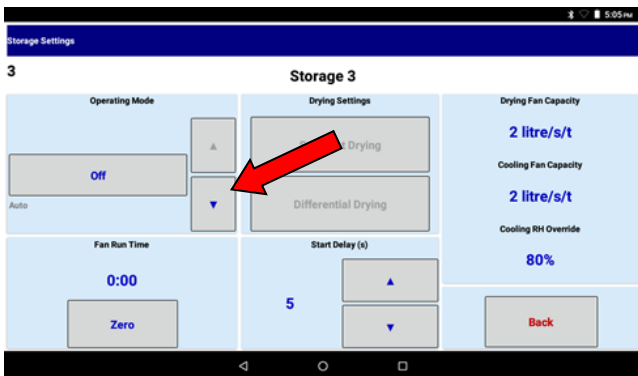 5:05 PM
Storage Settings
3
Storage 3
Operating Mode
Drying Settings
Drying Fan Capacity
▲
t Drying
2 litre/s/t
Off
Cooling Fan Capacity
Auto
▼
Differential Drying
2 litre/s/t
Cooling RH Override
Fan Run Time
Start Delay (s)
80%
0:00
▲
5
Zero
▼
Back